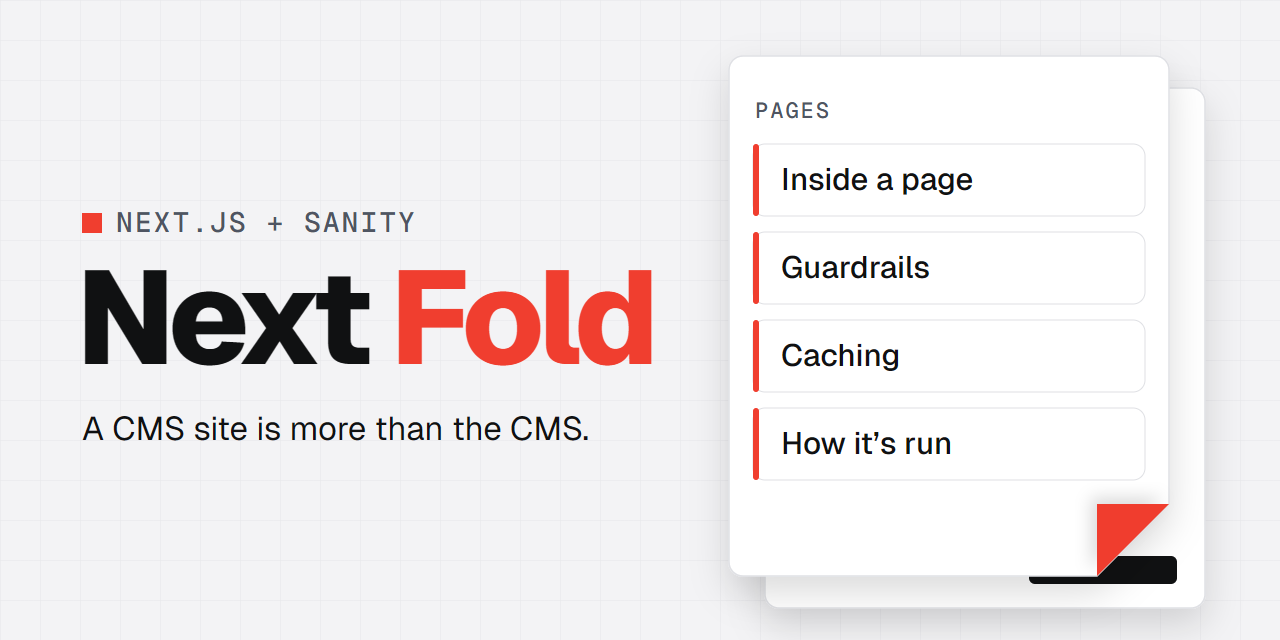 NEXT.JS + SANITY
Next Fold
A CMS site is more than the CMS.
PAGES
Inside a page
Guardrails
Caching
How it’s run